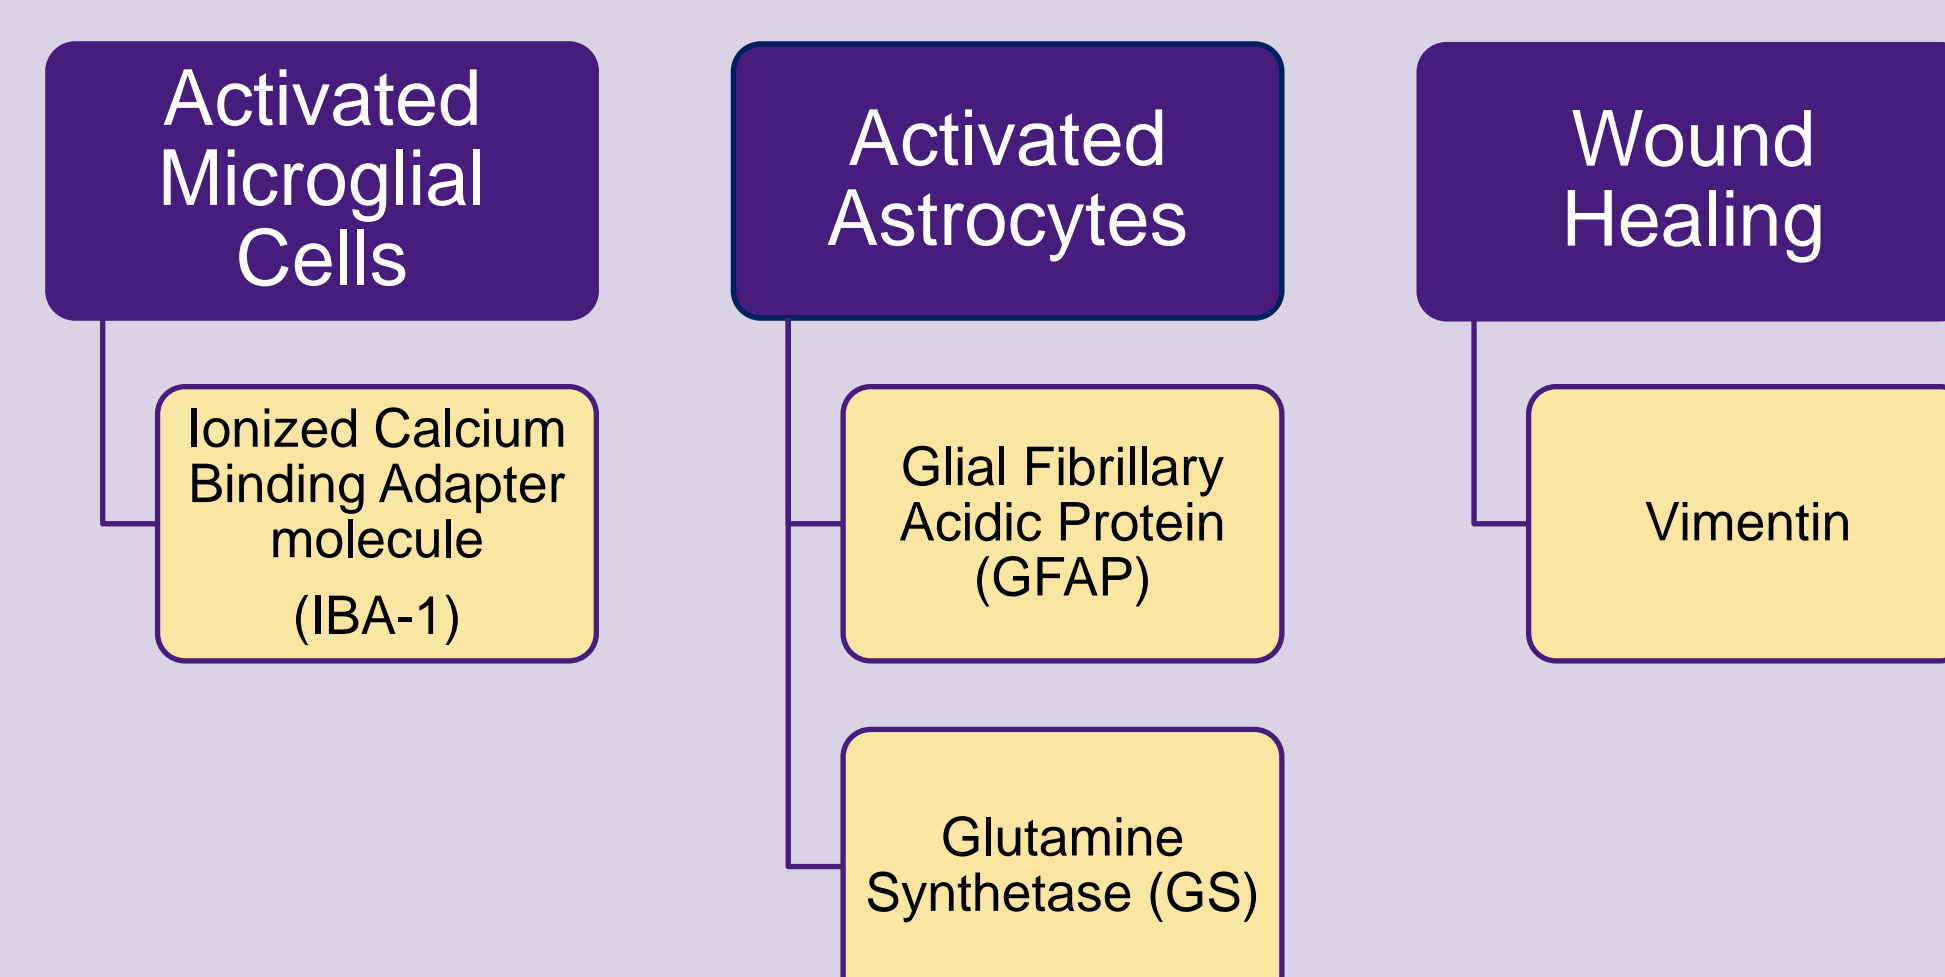 Activated
Microglial
Cells
Ionized Calcium
Binding Adapter
molecule
(IBA-1)
Activated
Astrocytes
Glial Fibrillary
Acidic Protein
(GFAP)
Glutamine
Synthetase (GS)
Wound
Healing
Vimentin